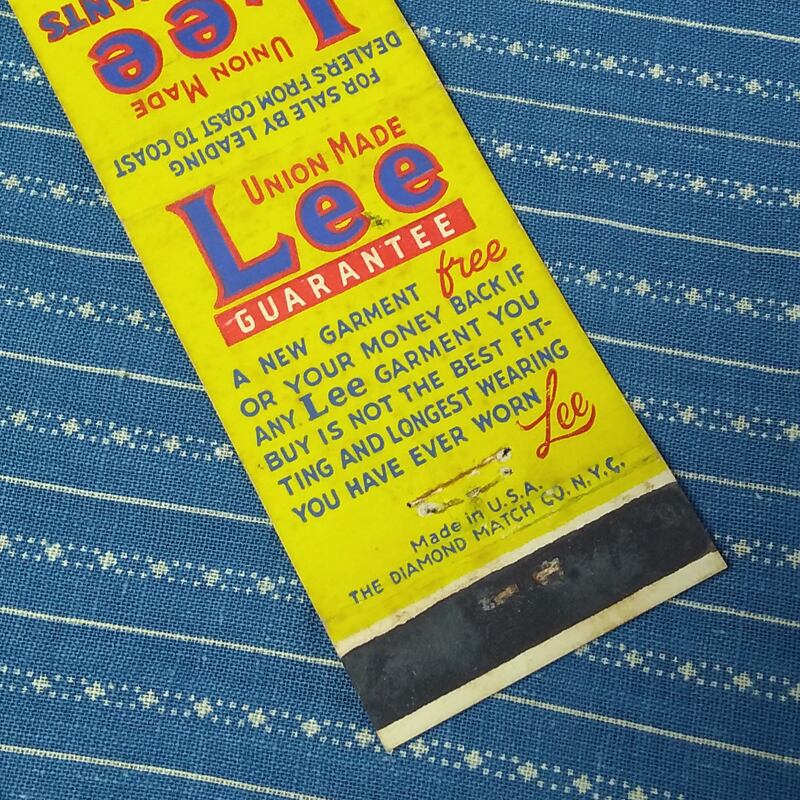 PANTS
Lee
UNION MADE
FOR SALE BY LEADING
DEALERS FROM COAST TO COAST
UNION MADE
Lee
GUARANTEE
A NEW GARMENT free
OR YOUR MONEY BACK IF
ANY Lee GARMENT YOU
BUY IS NOT THE BEST FIT-
TING AND LONGEST WEARING
YOU HAVE EVER WORN Lee
Made in U.S.A.
THE DIAMOND MATCH CO. N.Y.C.